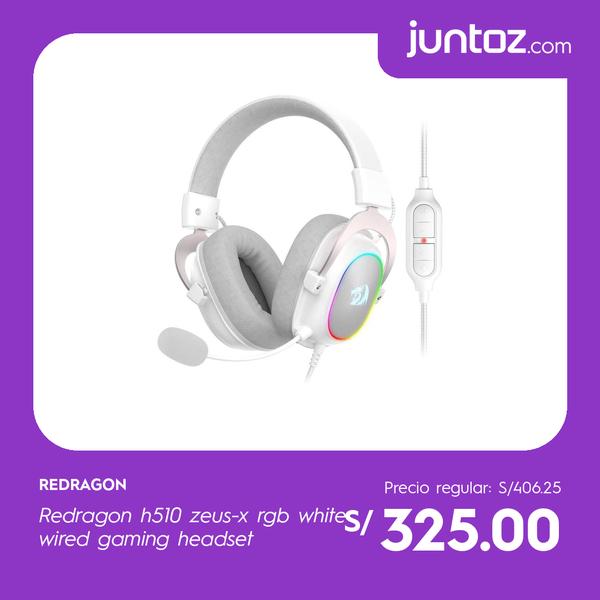 juntoz.com
REDRAGON
Precio regular: S/406.25
Redragon h510 zeus-x rgb white
wired gaming headset
S/ 325.00